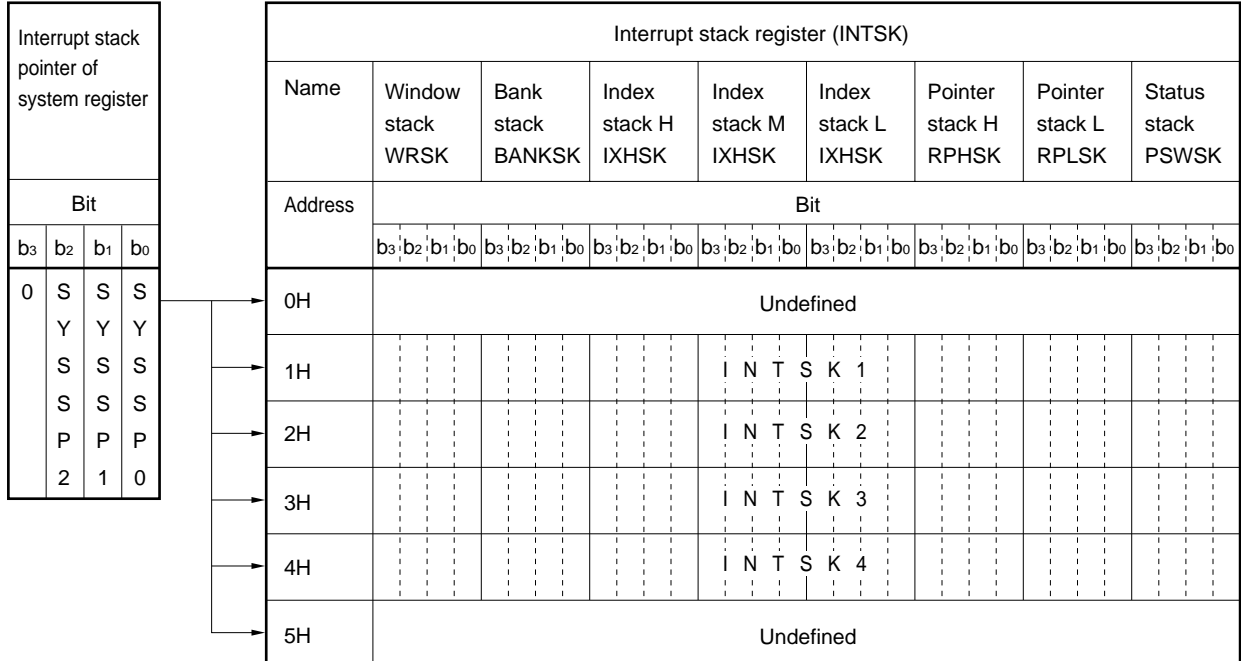 Interrupt stack
pointer of
system register
Bit
b3 b2 b1 b0
0 S S S
Y Y Y
S S S
S S S
P P P
2 1 0
Interrupt stack register (INTSK)
Name Window Bank Index Index Index Pointer Pointer Status
stack stack stack H stack M stack L stack H stack L stack
WRSK BANKSK IXHSK IXHSK IXHSK RPHSK RPLSK PSWSK
Address Bit
b3 b2 b1 b0 b3 b2 b1 b0 b3 b2 b1 b0 b3 b2 b1 b0 b3 b2 b1 b0 b3 b2 b1 b0 b3 b2 b1 b0 b3 b2 b1 b0
0H Undefined
1H I N T S K 1
2H I N T S K 2
3H I N T S K 3
4H I N T S K 4
5H Undefined